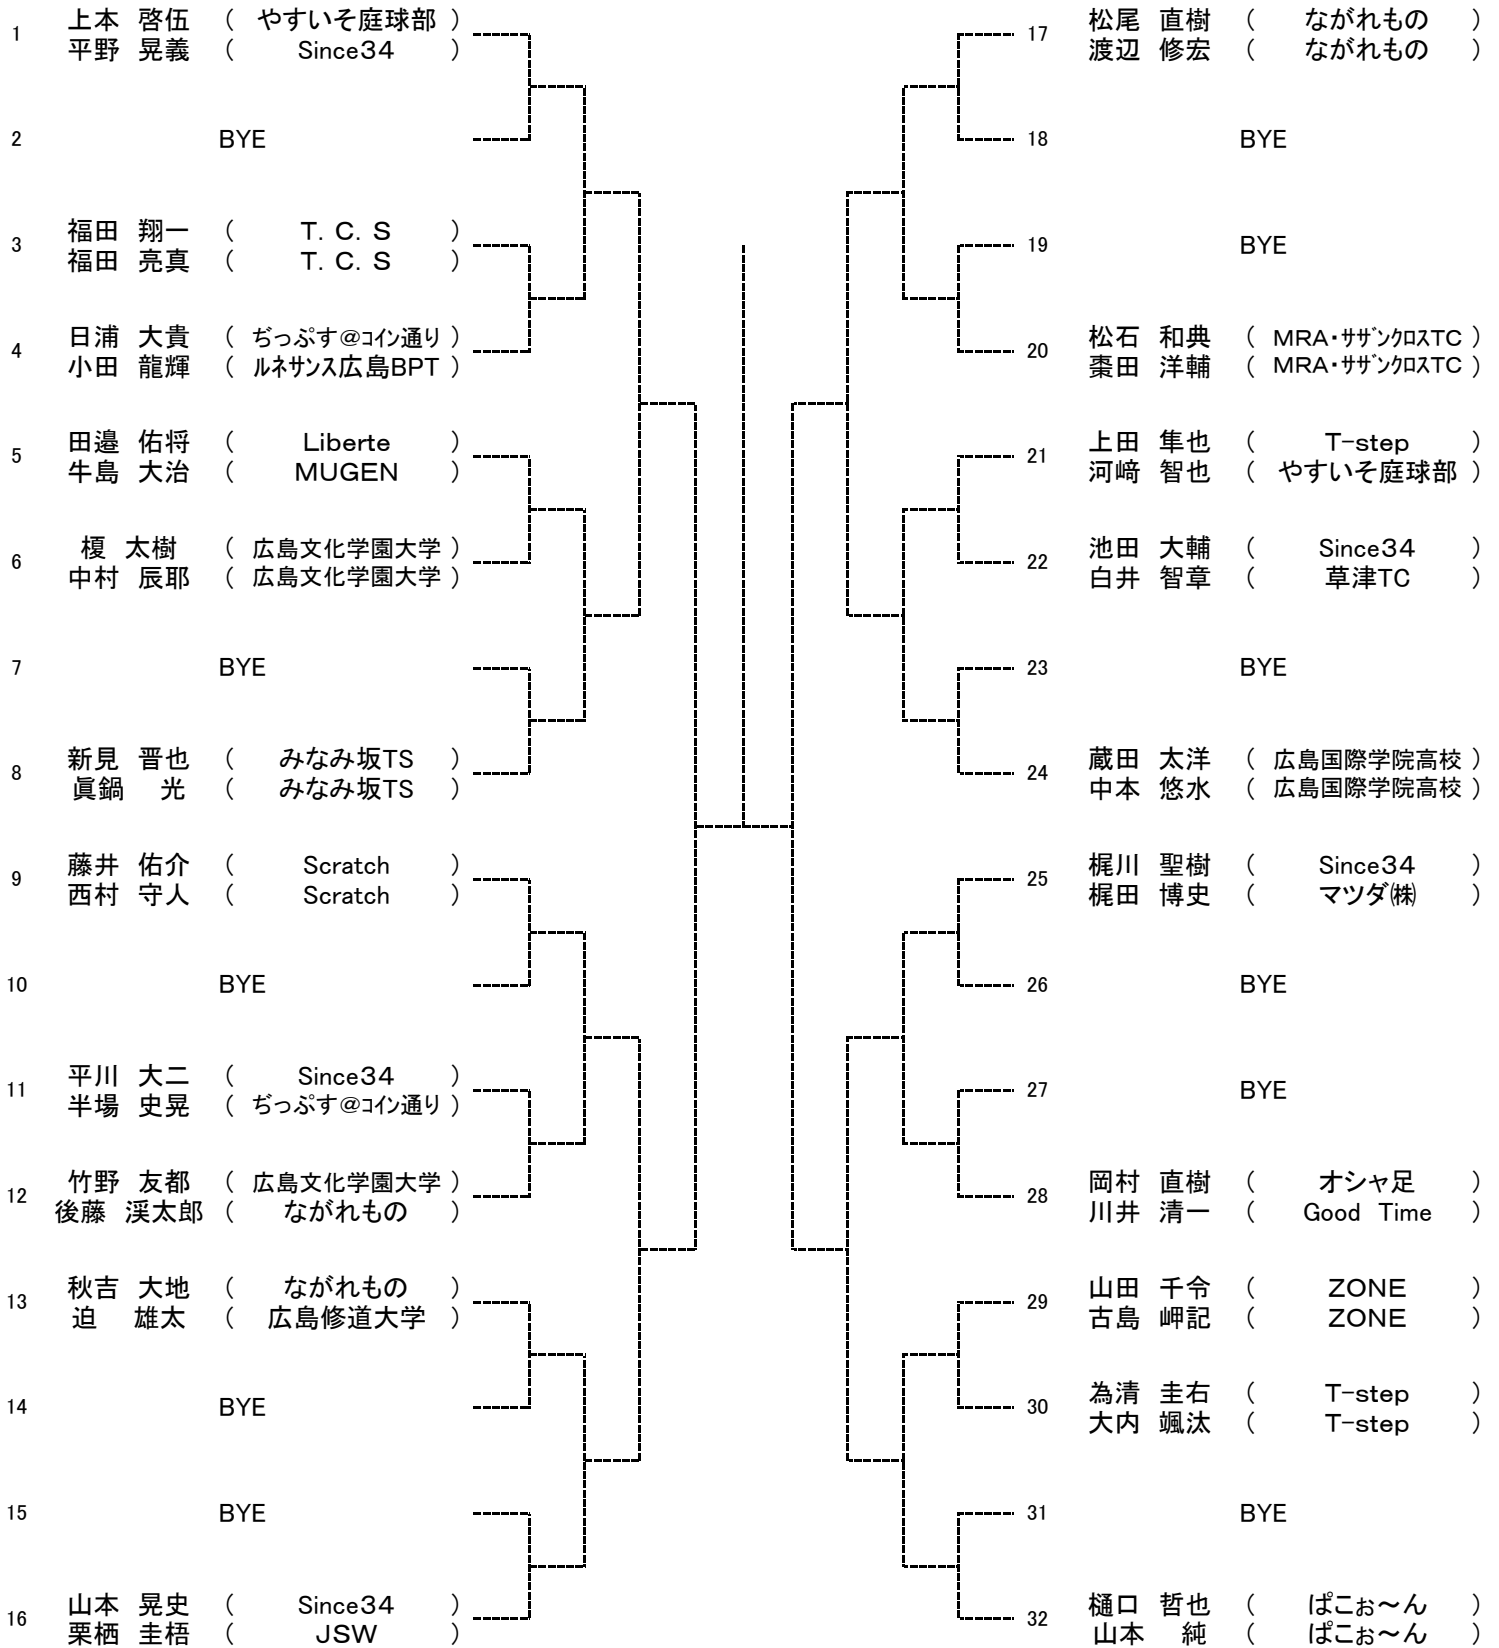 1 上本 啓伍 ( やすいそ庭球部 )
平野 晃義 ( Since34 )
2 BYE
3 福田 翔一 ( T. C. S )
福田 亮真 ( T. C. S )
4 日浦 大貴 ( ぢっぷす@コイン通り )
小田 龍輝 ( ルネサンス広島BPT )
5 田邉 佑将 ( Liberte )
牛島 大治 ( MUGEN )
6 榎 太樹 ( 広島文化学園大学 )
中村 辰耶 ( 広島文化学園大学 )
7 BYE
8 新見 晋也 ( みなみ坂TS )
眞鍋 光 ( みなみ坂TS )
9 藤井 佑介 ( Scratch )
西村 守人 ( Scratch )
10 BYE
11 平川 大二 ( Since34 )
半場 史晃 ( ぢっぷす@コイン通り )
12 竹野 友都 ( 広島文化学園大学 )
後藤 渓太郎 ( ながれもの )
13 秋吉 大地 ( ながれもの )
迫 雄太 ( 広島修道大学 )
14 BYE
15 BYE
16 山本 晃史 ( Since34 )
栗栖 圭梧 ( JSW )
17 松尾 直樹 ( ながれもの )
渡辺 修宏 ( ながれもの )
18 BYE
19 BYE
20 松石 和典 ( MRA・サザンクロスTC )
棗田 洋輔 ( MRA・サザンクロスTC )
21 上田 隼也 ( T-step )
河﨑 智也 ( やすいそ庭球部 )
22 池田 大輔 ( Since34 )
白井 智章 ( 草津TC )
23 BYE
24 蔵田 太洋 ( 広島国際学院高校 )
中本 悠水 ( 広島国際学院高校 )
25 梶川 聖樹 ( Since34 )
梶田 博史 ( マツダ㈱ )
26 BYE
27 BYE
28 岡村 直樹 ( オシャ足 )
川井 清一 ( Good Time )
29 山田 千令 ( ZONE )
古島 岬記 ( ZONE )
30 為清 圭右 ( T-step )
大内 颯汰 ( T-step )
31 BYE
32 樋口 哲也 ( ぱこぉ～ん )
山本 純 ( ぱこぉ～ん )